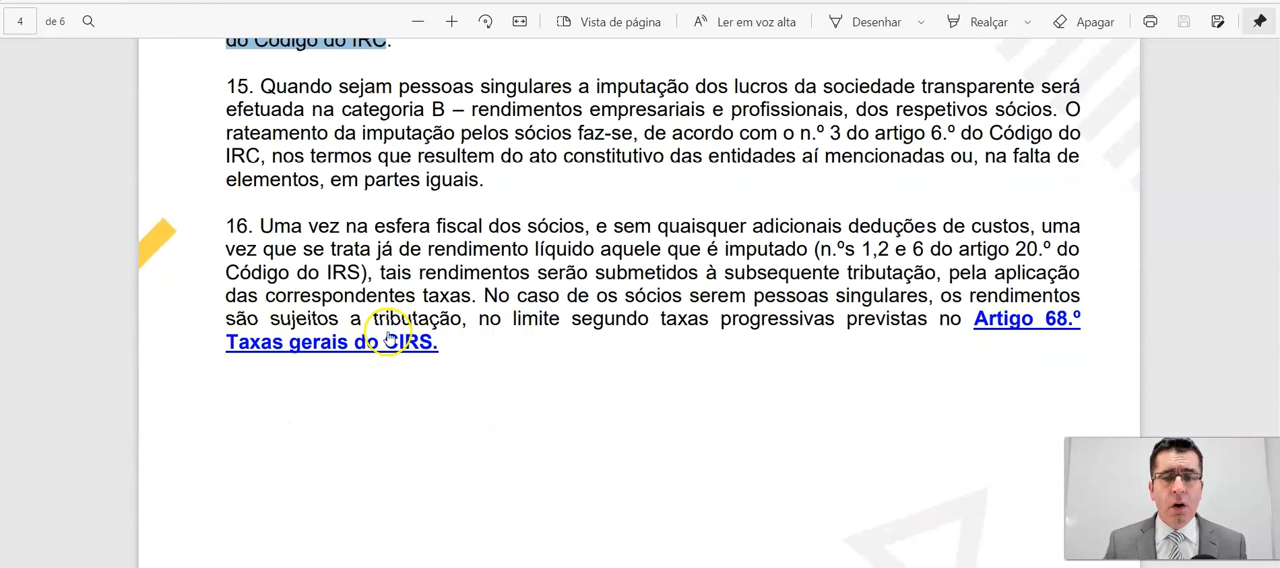 4 de 6 Vista de página Ler em voz alta Desenhar Realçar Apagar
do Código do IRC.
15. Quando sejam pessoas singulares a imputação dos lucros da sociedade transparente será
efetuada na categoria B – rendimentos empresariais e profissionais, dos respetivos sócios. O
rateamento da imputação pelos sócios faz-se, de acordo com o n.º 3 do artigo 6.º do Código do
IRC, nos termos que resultem do ato constitutivo das entidades aí mencionadas ou, na falta de
elementos, em partes iguais.
16. Uma vez na esfera fiscal dos sócios, e sem quaisquer adicionais deduções de custos, uma
vez que se trata já de rendimento líquido aquele que é imputado (n.ºs 1,2 e 6 do artigo 20.º do
Código do IRS), tais rendimentos serão submetidos à subsequente tributação, pela aplicação
das correspondentes taxas. No caso de os sócios serem pessoas singulares, os rendimentos
são sujeitos a tributação, no limite segundo taxas progressivas previstas no Artigo 68.º
Taxas gerais do CIRS.